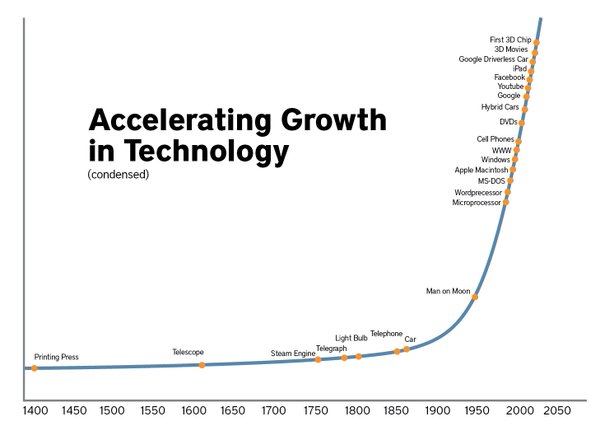 First 3D Chip
3D Movies
Google Driverless Car
iPad
Facebook
Youtube
Google
Hybrid Cars
DVDs
Accelerating Growth
in Technology
(condensed)
Cell Phones
WWW
Windows
Apple Macintosh
MS-DOS
Wordprecessor
Microprocessor
Man on Moon
Telephone
Light Bulb
Car
Telegraph
Steam Engine
Telescope
Printing Press
1400 1450 1500 1550 1600 1650 1700 1750 1800 1850 1900 1950 2000 2050